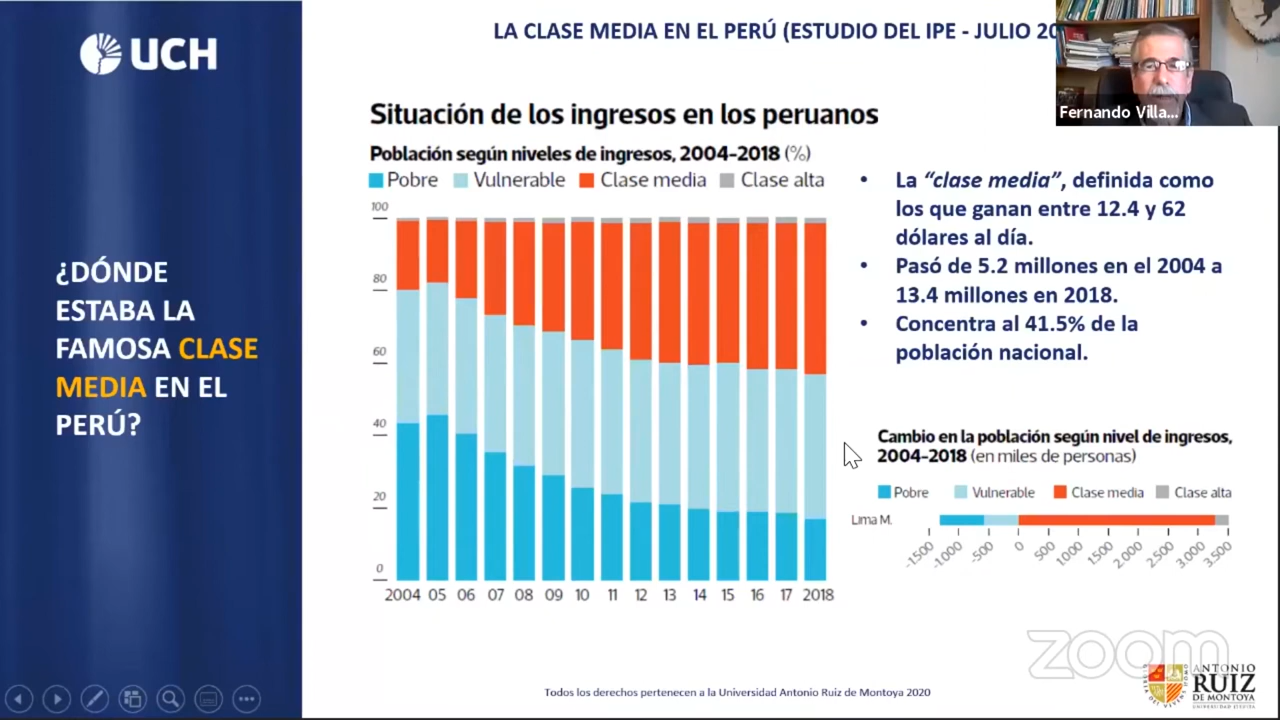 UCH
LA CLASE MEDIA EN EL PERÚ (ESTUDIO DEL IPE - JULIO 20
Fernando Villa...
¿DÓNDE
ESTABA LA
FAMOSA CLASE
MEDIA EN EL
PERÚ?
Situación de los ingresos en los peruanos
Población según niveles de ingresos, 2004-2018 (%)
Pobre Vulnerable Clase media Clase alta
100
80
60
40
20
0
2004 05 06 07 08 09 10 11 12 13 14 15 16 17 2018
• La “clase media”, definida como
los que ganan entre 12.4 y 62
dólares al día.
• Pasó de 5.2 millones en el 2004 a
13.4 millones en 2018.
• Concentra al 41.5% de la
población nacional.
Cambio en la población según nivel de ingresos,
2004-2018 (en miles de personas)
Pobre Vulnerable Clase media Clase alta
Lima M.
-1500 -1.000 -500 0 500 1.000 1.500 2.000 2.500 3.000 3.500
zoom
ANTONIO
RUIZ
DE MONTOYA
UNIVERSIDAD JESUITA
Todos los derechos pertenecen a la Universidad Antonio Ruiz de Montoya 2020